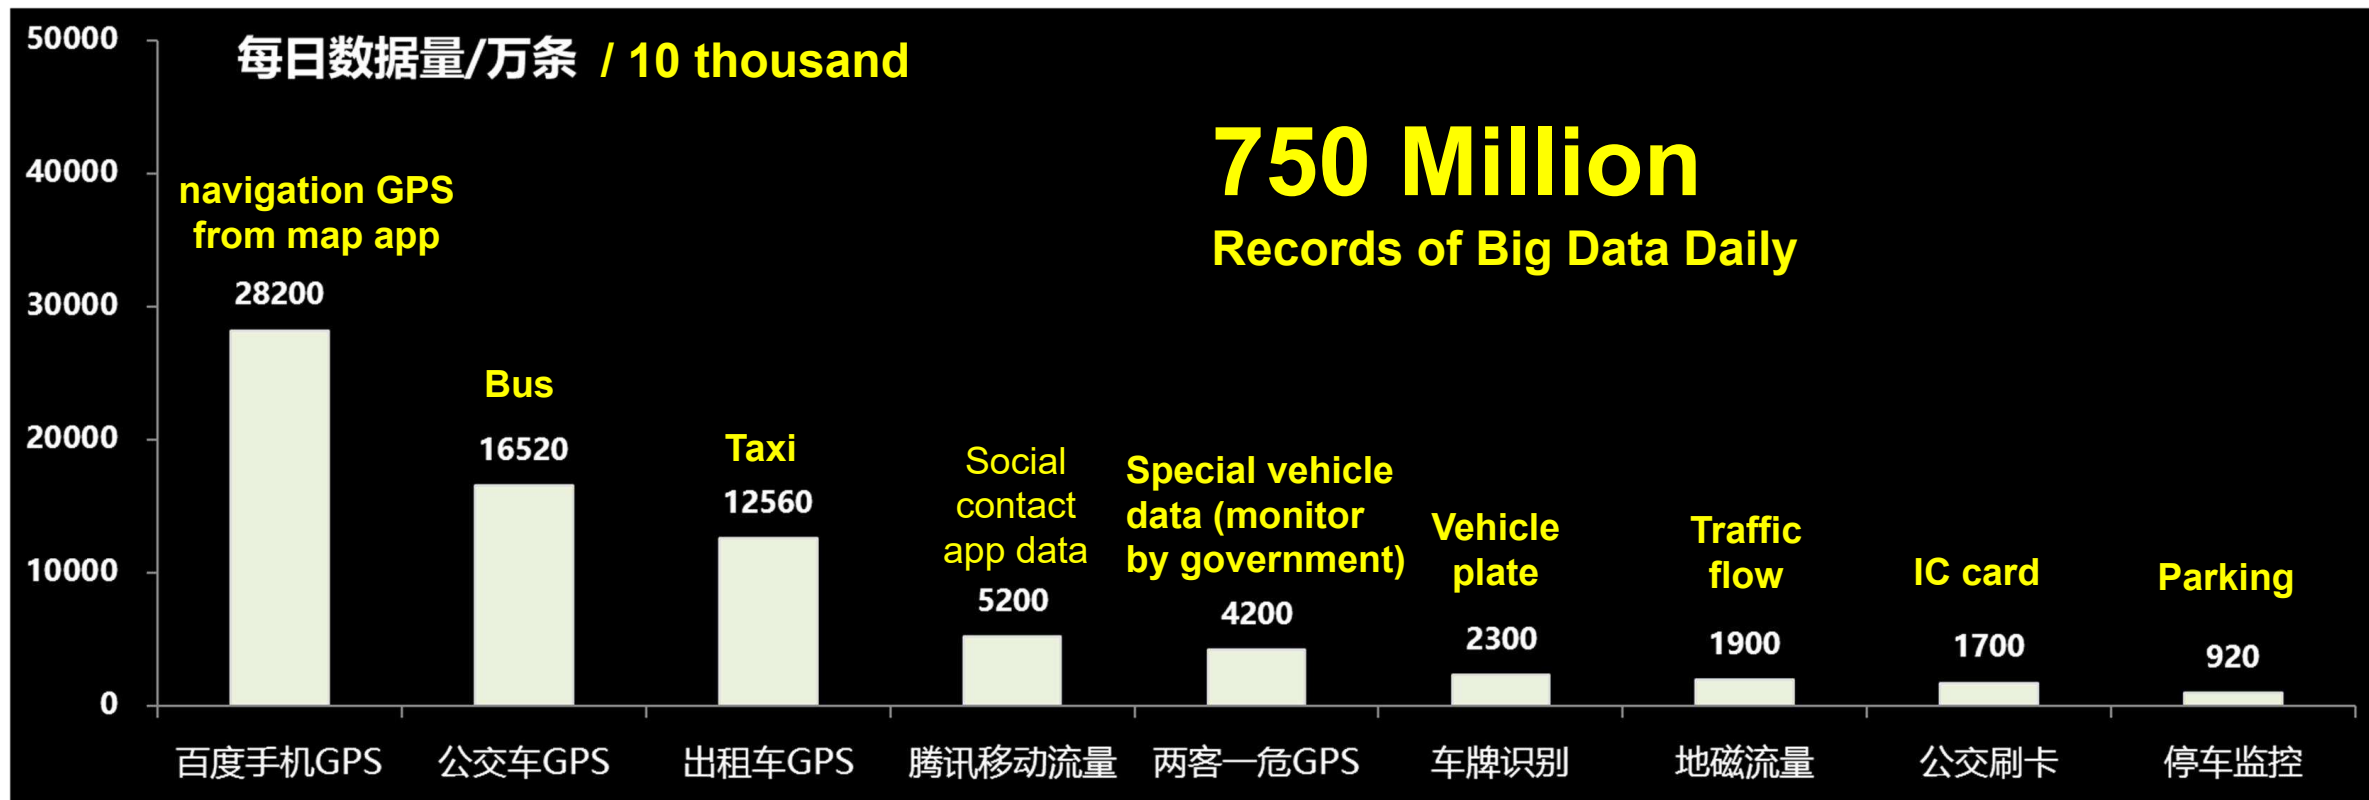 50000
40000
30000
20000
10000
0
每日数据量/万条 / 10 thousand
750 Million
Records of Big Data Daily
navigation GPS
from map app
28200
Bus
16520
Taxi
12560
Social
contact
app data
5200
Special vehicle
data (monitor
by government)
4200
Vehicle
plate
2300
Traffic
flow
1900
IC card
1700
Parking
920
百度手机GPS
公交车GPS
出租车GPS
腾讯移动流量
两客一危GPS
车牌识别
地磁流量
公交刷卡
停车监控